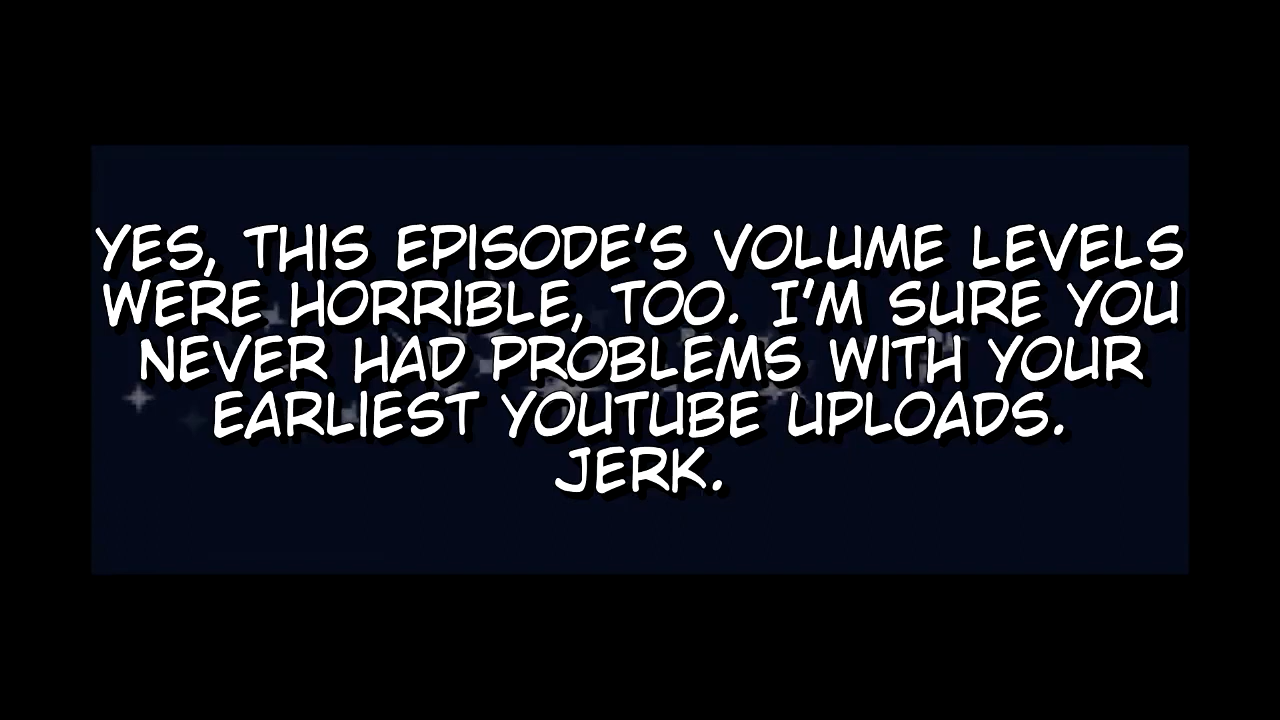 YES, THIS EPISODE'S VOLUME LEVELS
WERE HORRIBLE, TOO. I'M SURE YOU
NEVER HAD PROBLEMS WITH YOUR
EARLIEST YOUTUBE UPLOADS.
JERK.